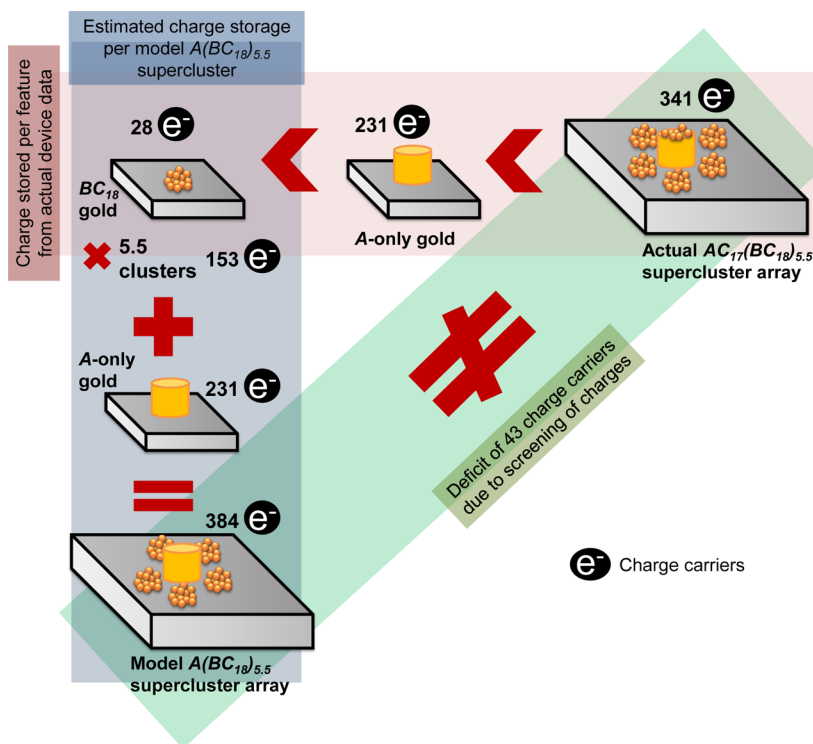 Estimated charge storage
per model A(BC18)5.5
supercluster
Charge stored per feature
from actual device data
28 e-
231 e-
341 e-
BC18
gold
A-only gold
Actual AC17(BC18)5.5
supercluster array
5.5
clusters
153 e-
A-only
gold
231 e-
Deficit of 43 charge carriers
due to screening of charges
384 e-
e- Charge carriers
Model A(BC18)5.5
supercluster array